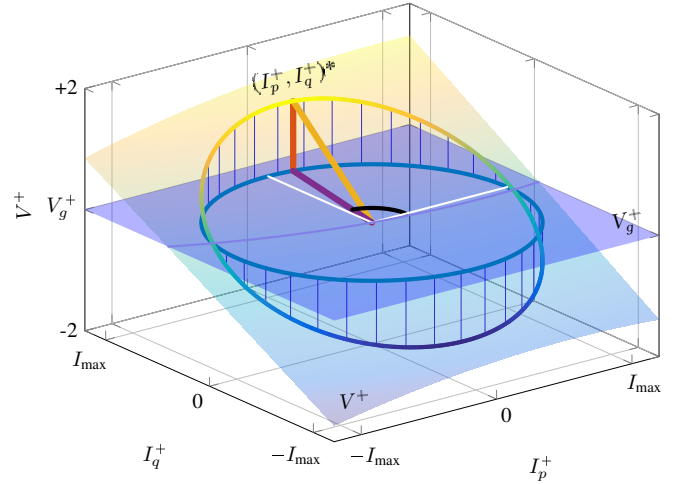 (I_p^+, I_q^+)*
+2
V^+
V_g^+
V_g^+
-2
I_max
I_max
V^+
0
0
−I_max
−I_max
I_q^+
I_p^+